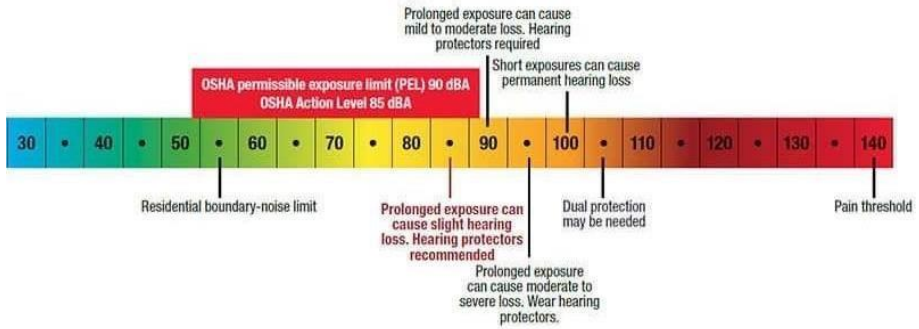 Prolonged exposure can cause
mild to moderate loss. Hearing
protectors required
Short exposures can cause
permanent hearing loss
OSHA permissible exposure limit (PEL) 90 dBA
OSHA Action Level 85 dBA
30 • 40 • 50 • 60 • 70 • 80 • 90 • 100 • 110 • 120 • 130 • 140
Residential boundary-noise limit
Prolonged exposure can
cause slight hearing
loss. Hearing protectors
recommended
Dual protection
may be needed
Pain threshold
Prolonged exposure
can cause moderate to
severe loss. Wear hearing
protectors.